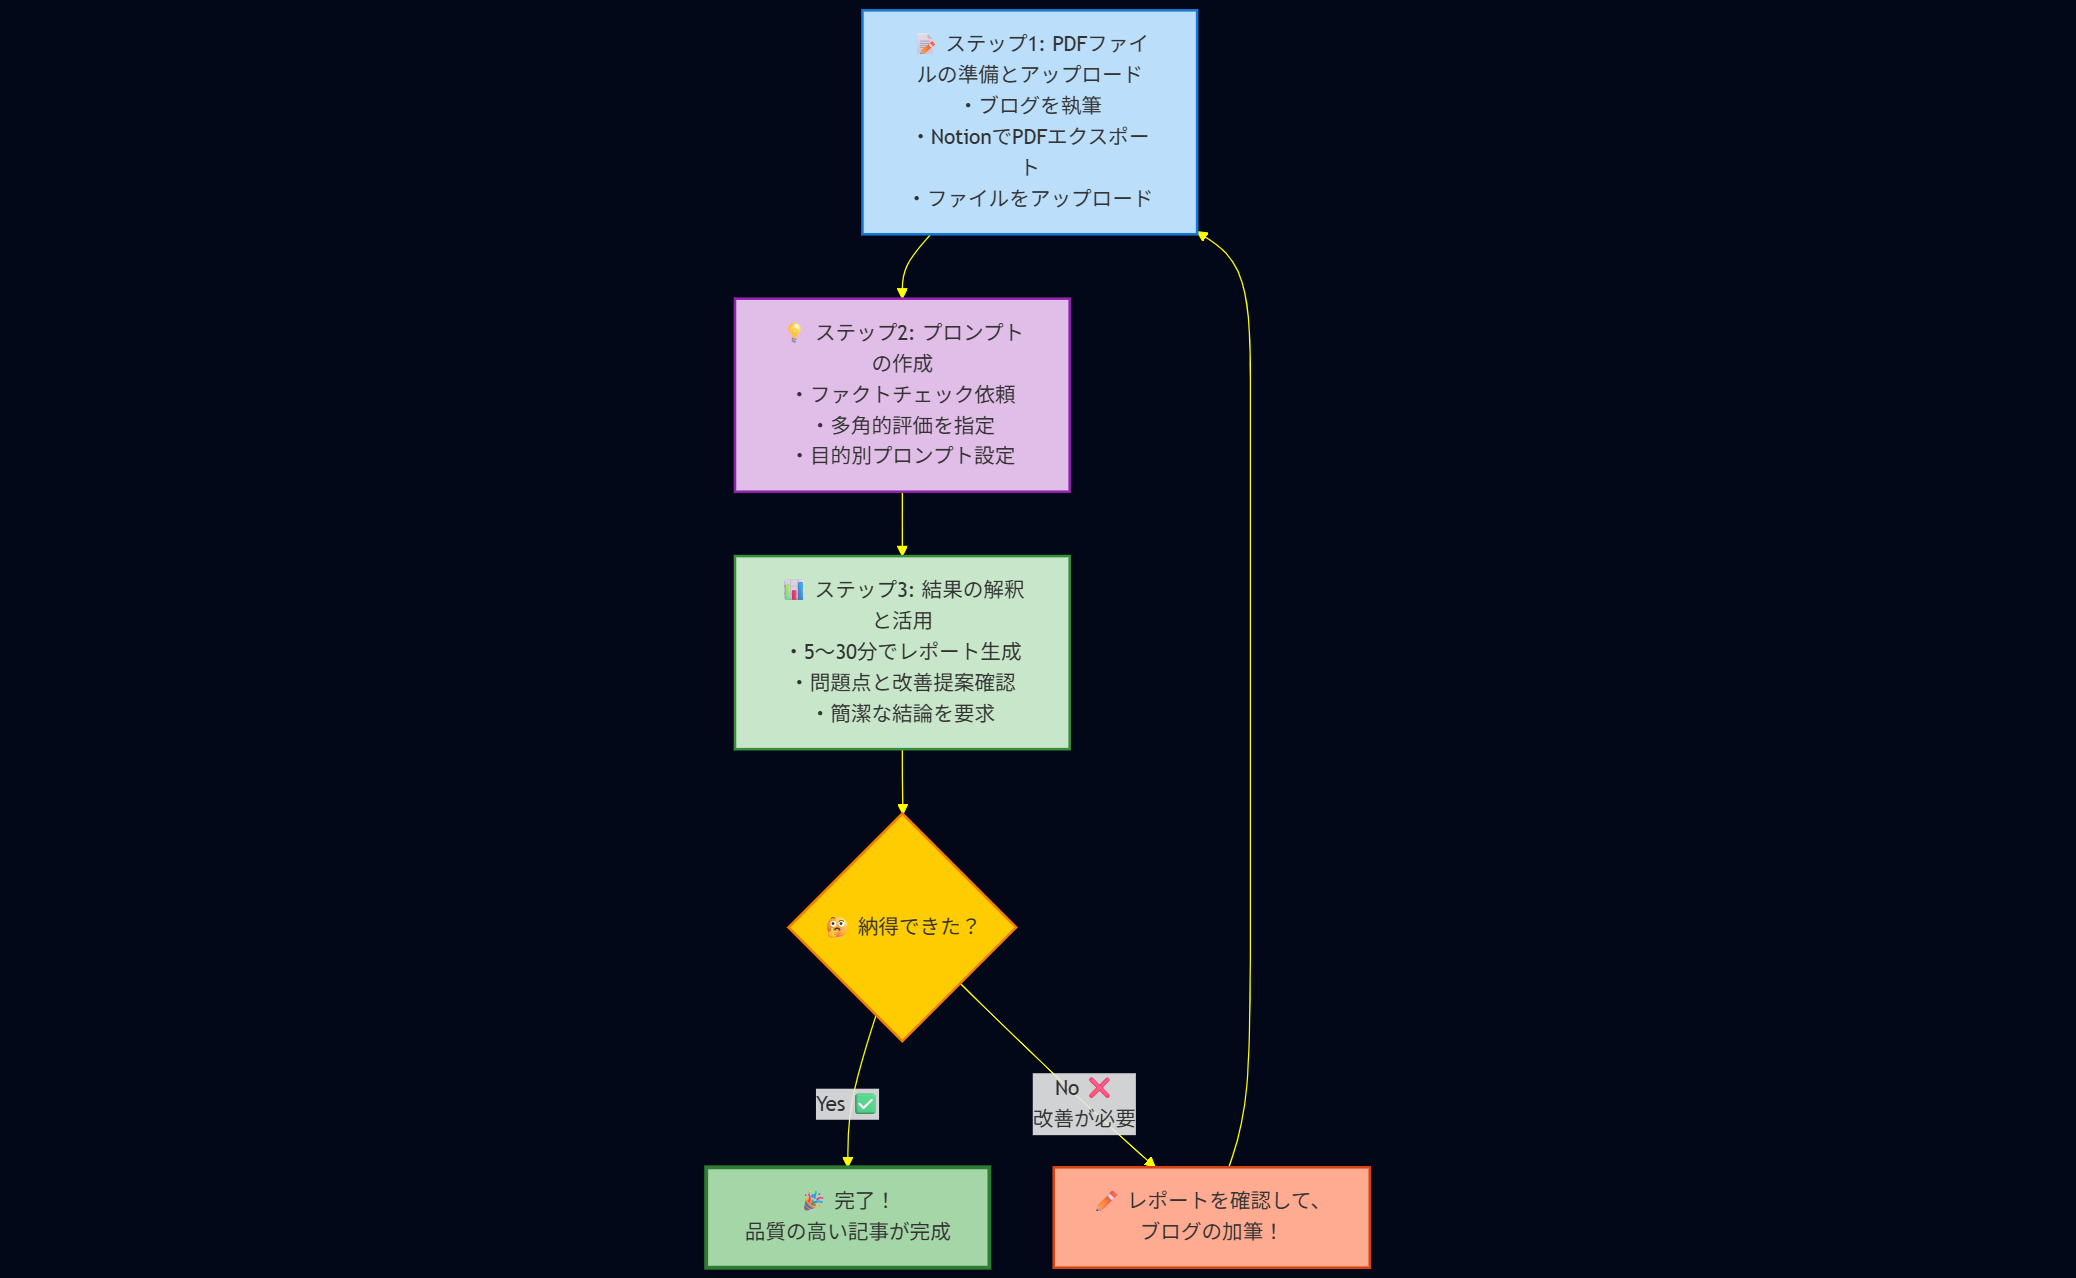 📝 ステップ1: PDFファイ
ルの準備とアップロード
・ブログを執筆
・NotionでPDFエクスポー
ト
・ファイルをアップロード
💡 ステップ2: プロンプト
の作成
・ファクトチェック依頼
・多角的評価を指定
・目的別プロンプト設定
📊 ステップ3: 結果の解釈
と活用
・5〜30分でレポート生成
・問題点と改善提案確認
・簡潔な結論を要求
🤔 納得できた？
Yes ✅
No ❌
改善が必要
🎉 完了！
品質の高い記事が完成
✏️ レポートを確認して、
ブログの加筆！